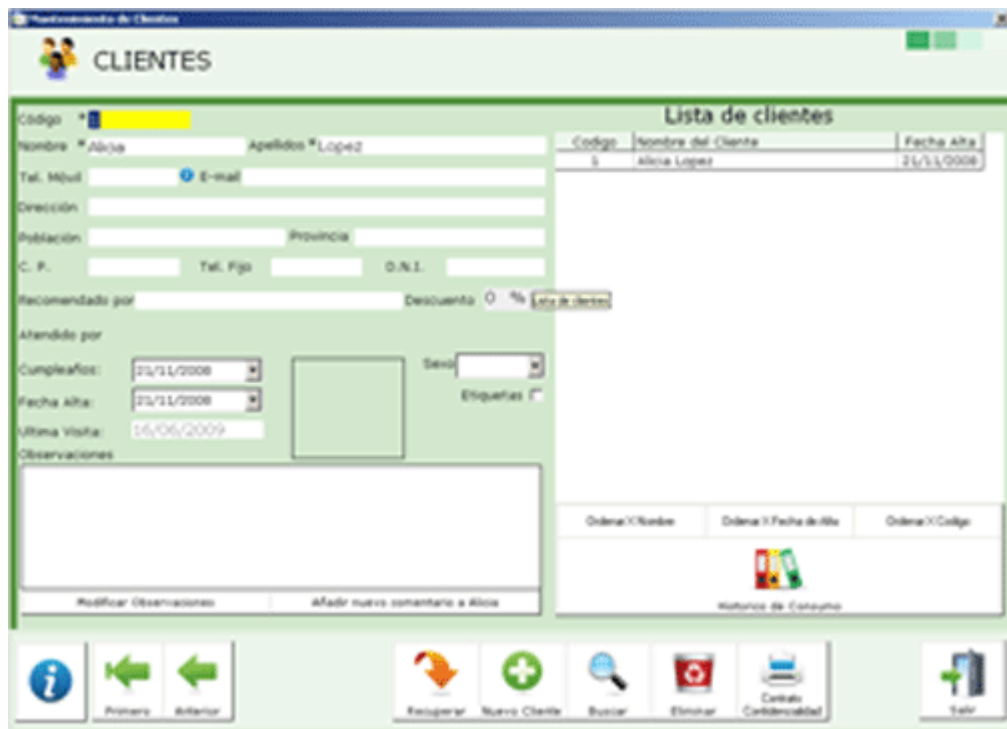 Mantenimiento de Clientes
CLIENTES
Código * 1
Nombre * Alicia Apellidos * Lopez
Tel. Móvil E-mail
Dirección
Población Provincia
C. P. Tel. Fijo D.N.I.
Recomendado por Descuento 0 % Lista de clientes
Atendido por
Cumpleaños: 21/11/2008 Sexo
Fecha Alta: 21/11/2008 Etiquetas
Ultima Visita: 16/06/2009
Observaciones
Modificar Observaciones Añadir nuevo comentario a Alicia
Lista de clientes
Codigo Nombre del Cliente Fecha Alta
1 Alicia Lopez 21/11/2008
Ordenar X Nombre Ordenar X Fecha de Alta Ordenar X Codigo
Historico de Consumo
Primero Anterior Recuperar Nuevo Cliente Buscar Eliminar Contrato Confidencialidad Salir